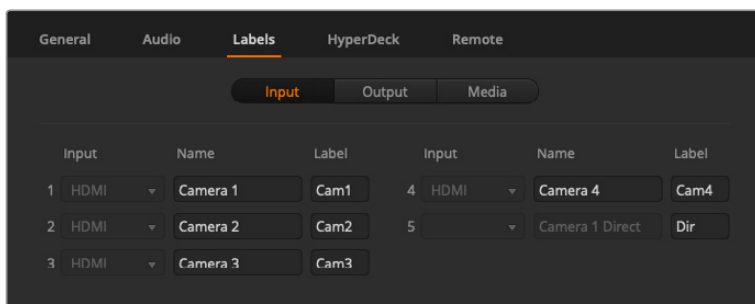 General Audio Labels HyperDeck Remote
Input Output Media
Input Name Label Input Name Label
1 HDMI Camera 1 Cam1 4 HDMI Camera 4 Cam4
2 HDMI Camera 2 Cam2 5 Camera 1 Direct Dir
3 HDMI Camera 3 Cam3